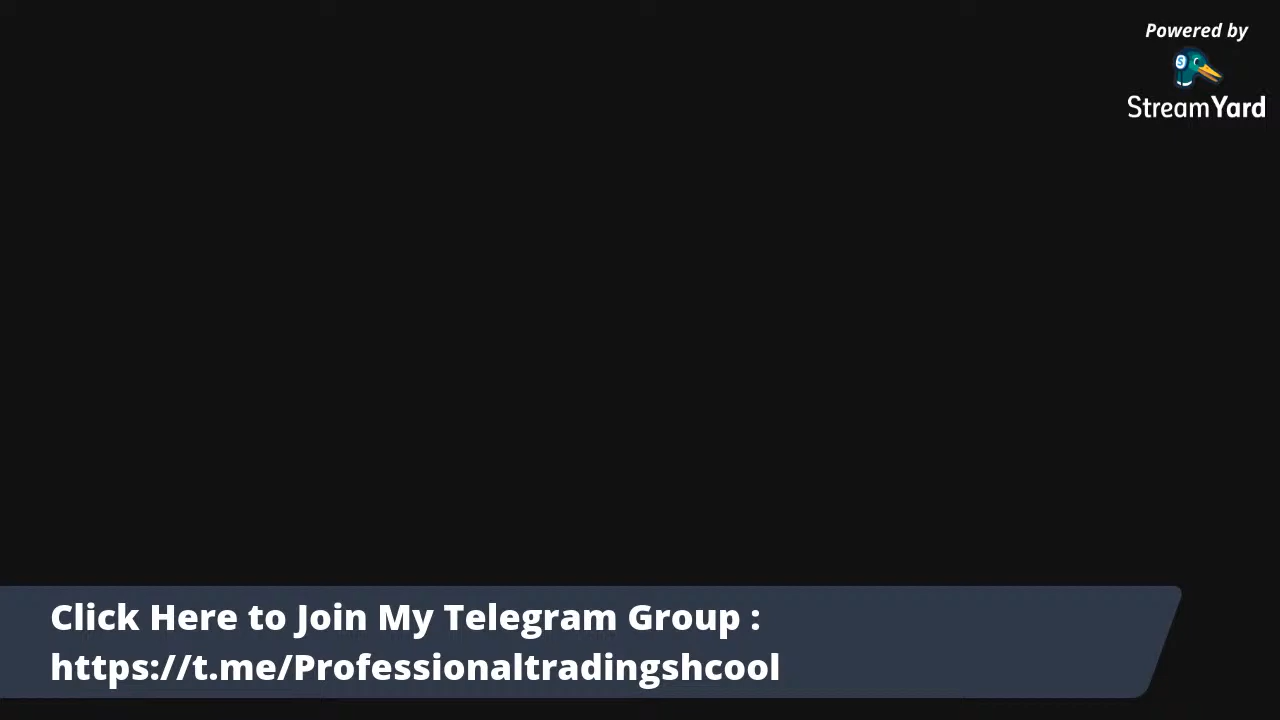 Powered by
StreamYard
Click Here to Join My Telegram Group :
https://t.me/Professionaltradingshcool